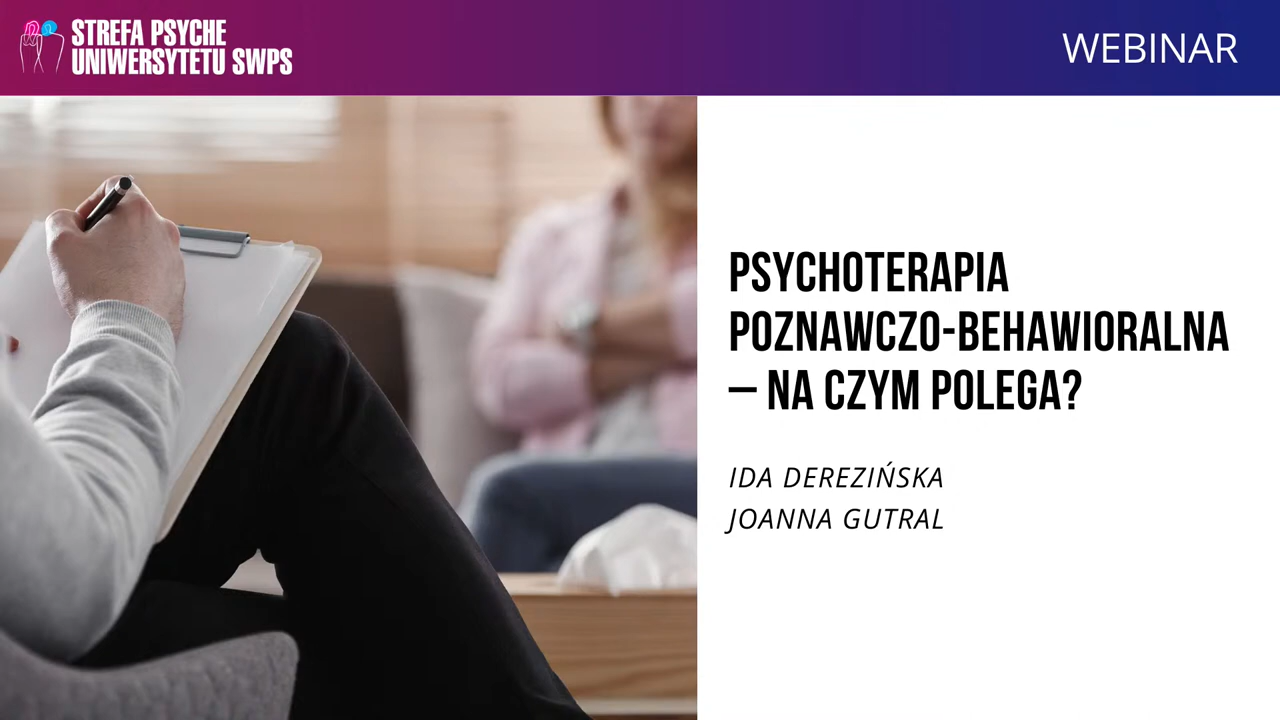 STREFA PSYCHE
UNIWERSYTETU SWPS
WEBINAR
PSYCHOTERAPIA
POZNAWCZO-BEHAWIORALNA
– NA CZYM POLEGA?
IDA DEREZIŃSKA
JOANNA GUTRAL